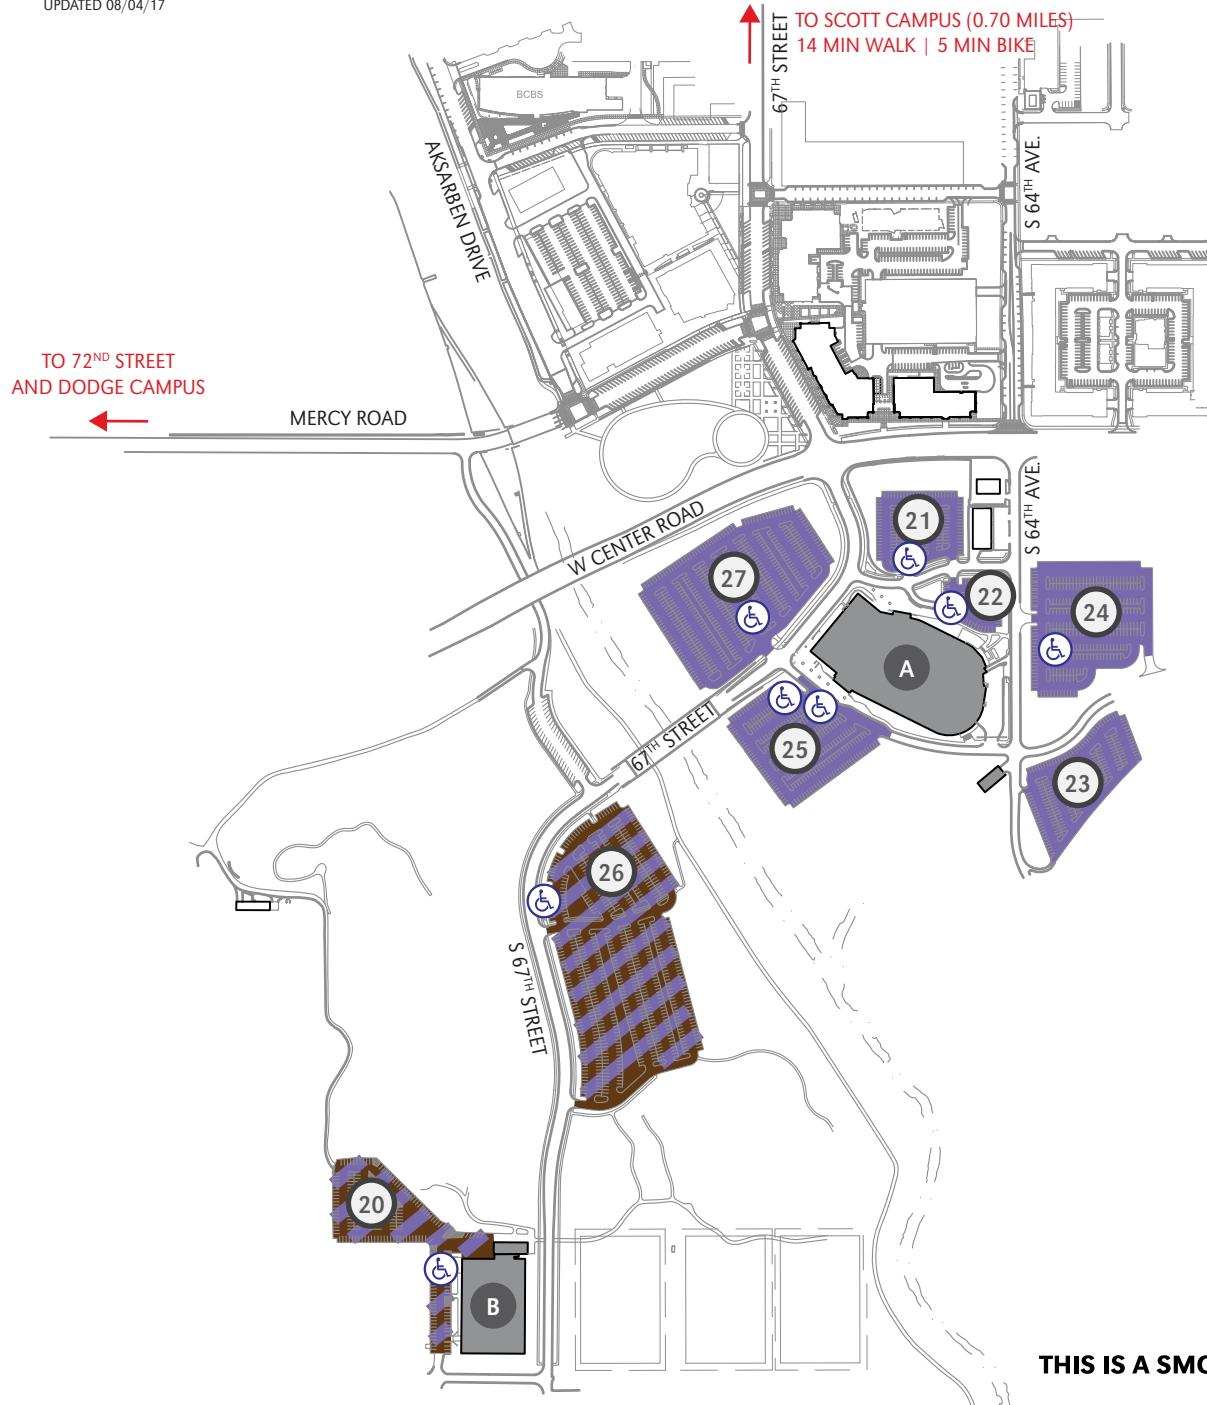 UPDATED 08/04/17
TO SCOTT CAMPUS (0.70 MILES)
14 MIN WALK | 5 MIN BIKE
67TH STREET
BCBS
AKSARBEN DRIVE
S 64TH AVE.
TO 72ND STREET
AND DODGE CAMPUS
MERCY ROAD
W CENTER ROAD
S 64TH AVE.
21
22
27
24
A
67TH STREET
25
23
26
S 67TH STREET
20
B
THIS IS A SMO